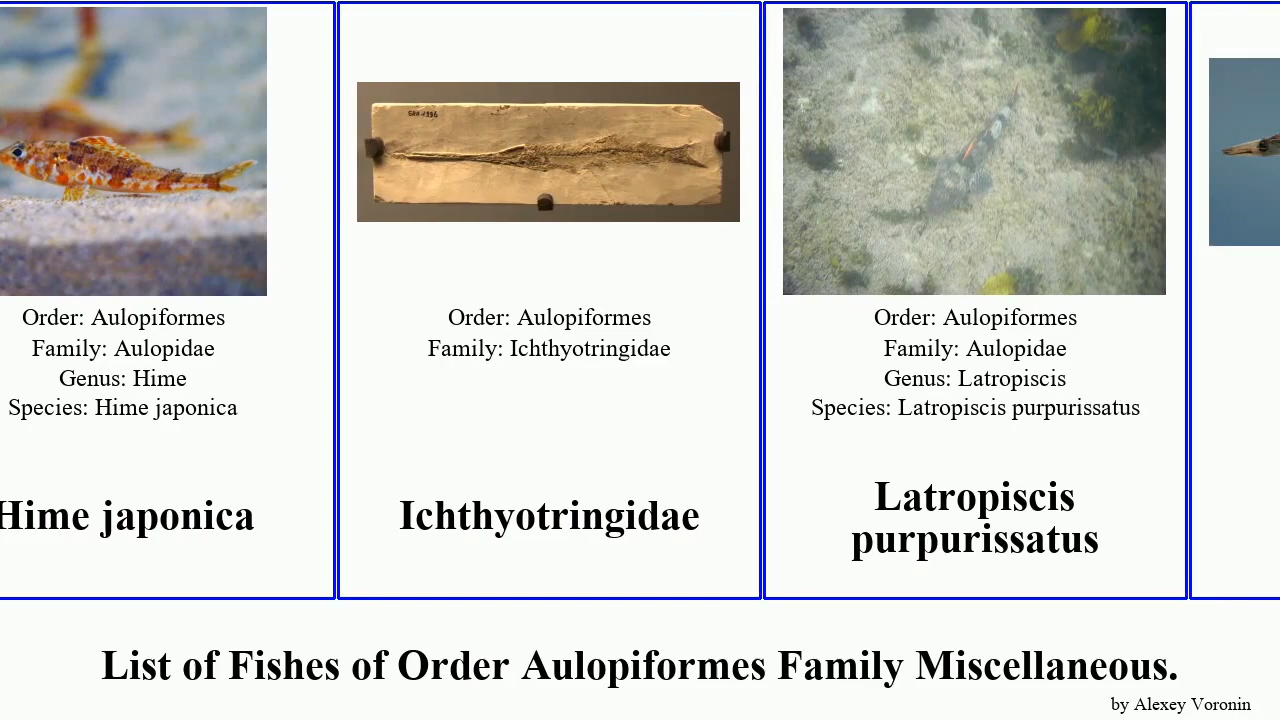 Order: Aulopiformes
Family: Aulopidae
Genus: Hime
Species: Hime japonica
Hime japonica
Order: Aulopiformes
Family: Ichthyotringidae
Ichthyotringidae
Order: Aulopiformes
Family: Aulopidae
Genus: Latropiscis
Species: Latropiscis purpurissatus
Latropiscis
purpurissatus
List of Fishes of Order Aulopiformes Family Miscellaneous.
by Alexey Voronin